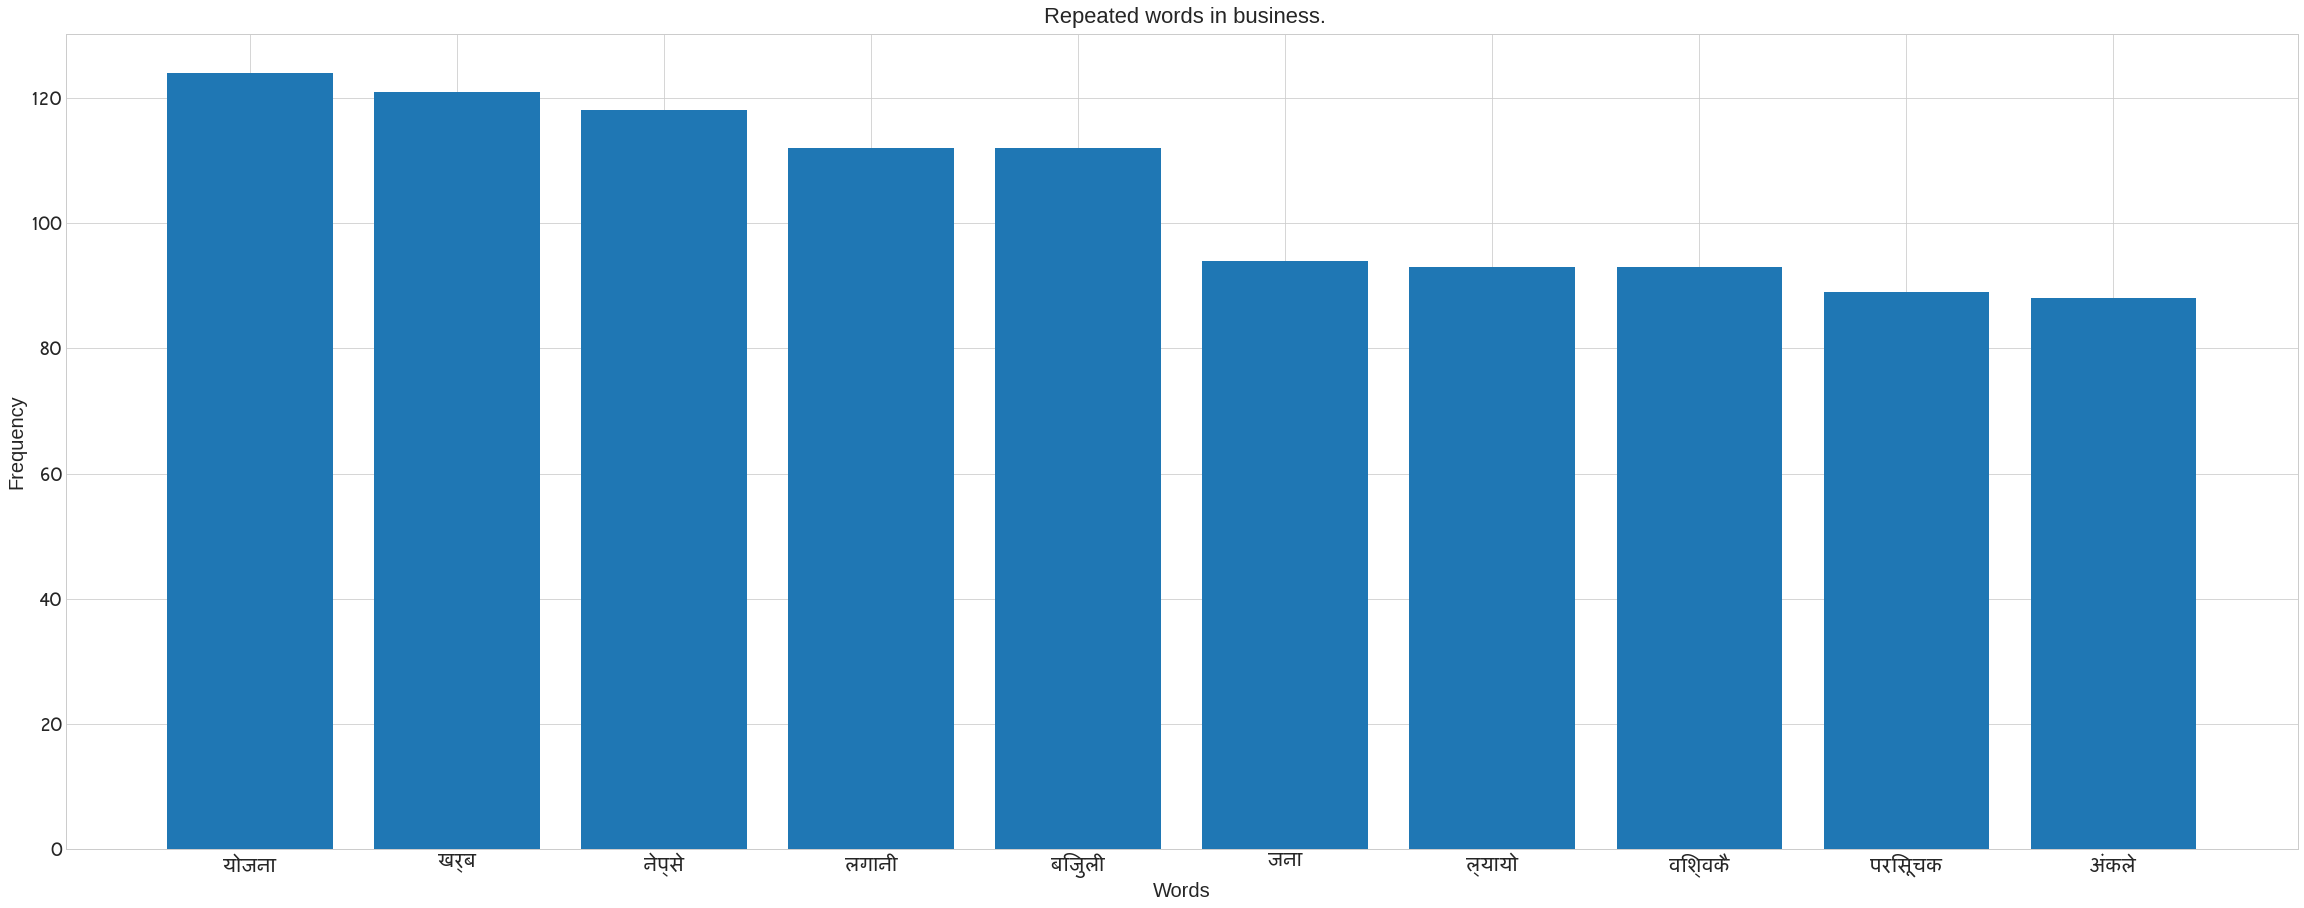 Repeated words in business.
120
100
80
60
40
20
0
Frequency
योजना खर्ब नेप्से लगानी बिजुली जना ल्यायो विश्वकै परिसूचक अंकले
Words